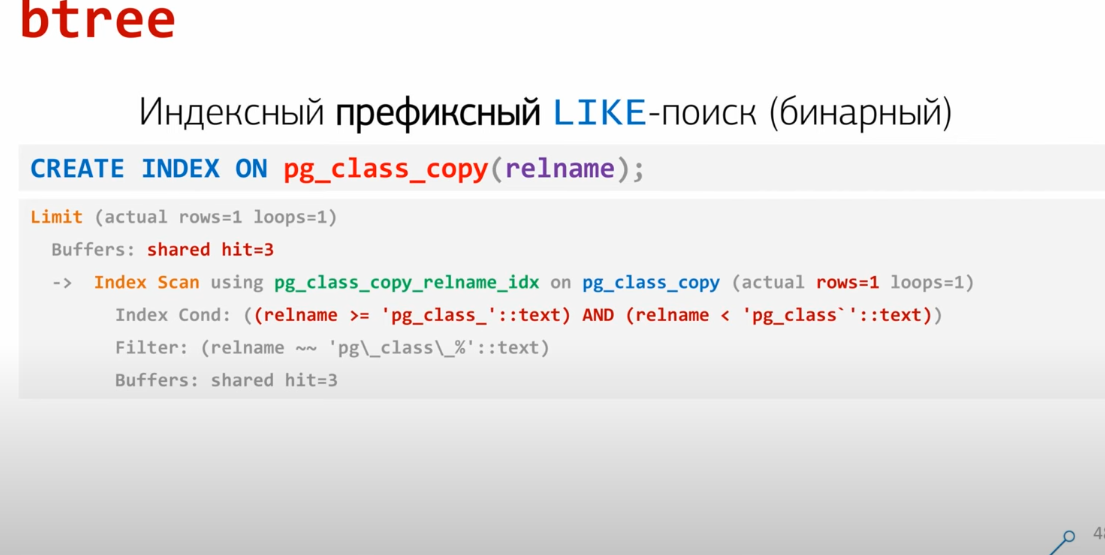 btree
Индексный префиксный LIKE-поиск (бинарный)
CREATE INDEX ON pg_class_copy(relname);
Limit (actual rows=1 loops=1)
Buffers: shared hit=3
-> Index Scan using pg_class_copy_relname_idx on pg_class_copy (actual rows=1 loops=1)
Index Cond: ((relname >= 'pg_class_'::text) AND (relname < 'pg_class`'::text))
Filter: (relname ~~ 'pg\_class\_%'::text)
Buffers: shared hit=3